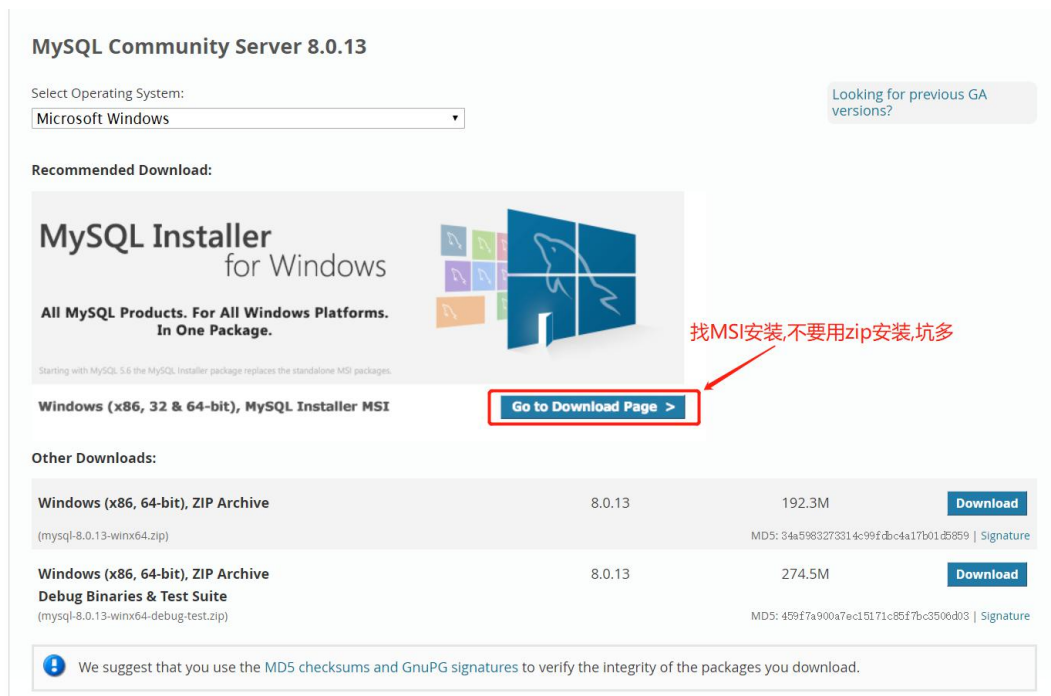 MySQL Community Server 8.0.13
Select Operating System:
Looking for previous GA
versions?
Microsoft Windows
Recommended Download:
MySQL Installer
for Windows
All MySQL Products. For All Windows Platforms.
In One Package.
找MSI安装,不要用zip安装,坑多
Starting with MySQL 5.6 the MySQL Installer package replaces the standalone MSI packages.
Windows (x86, 32 & 64-bit), MySQL Installer MSI
Go to Download Page >
Other Downloads:
Windows (x86, 64-bit), ZIP Archive 8.0.13 192.3M Download
(mysql-8.0.13-winx64.zip) MD5: 34a5983273314c99fdbc4a17b01d5859 | Signature
Windows (x86, 64-bit), ZIP Archive 8.0.13 274.5M Download
Debug Binaries & Test Suite
(mysql-8.0.13-winx64-debug-test.zip) MD5: 459f7a900a7ec15171c85f7bc3506d03 | Signature
We suggest that you use the MD5 checksums and GnuPG signatures to verify the integrity of the packages you download.